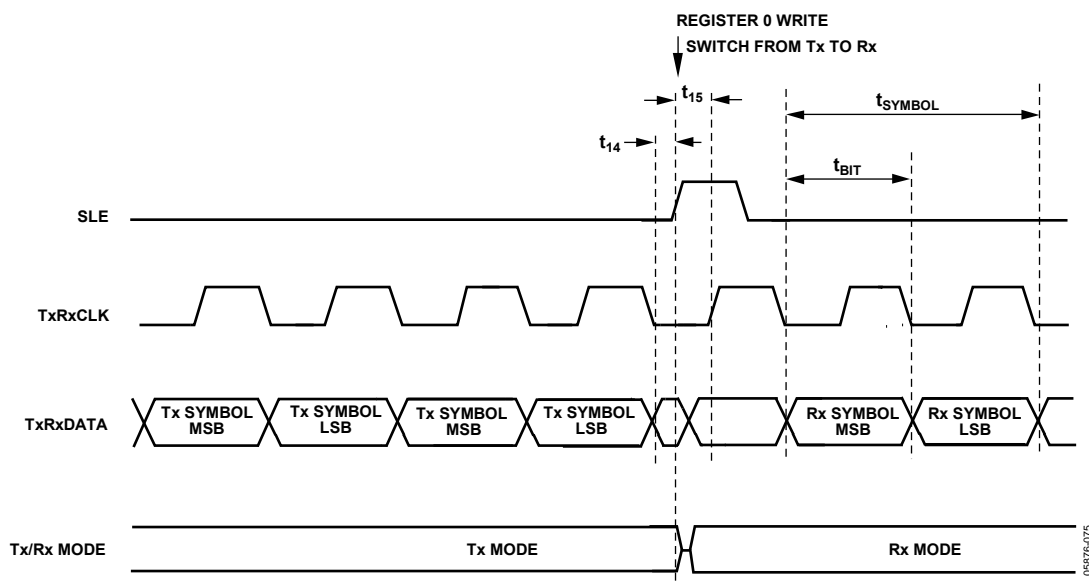 REGISTER 0 WRITE
SWITCH FROM Tx TO Rx
t15
tSYMBOL
t14
tBIT
SLE
TxRxCLK
TxRxDATA
Tx SYMBOL
MSB
Tx SYMBOL
LSB
Tx SYMBOL
MSB
Tx SYMBOL
LSB
Rx SYMBOL
MSB
Rx SYMBOL
LSB
Tx/Rx MODE
Tx MODE
Rx MODE
05876-075